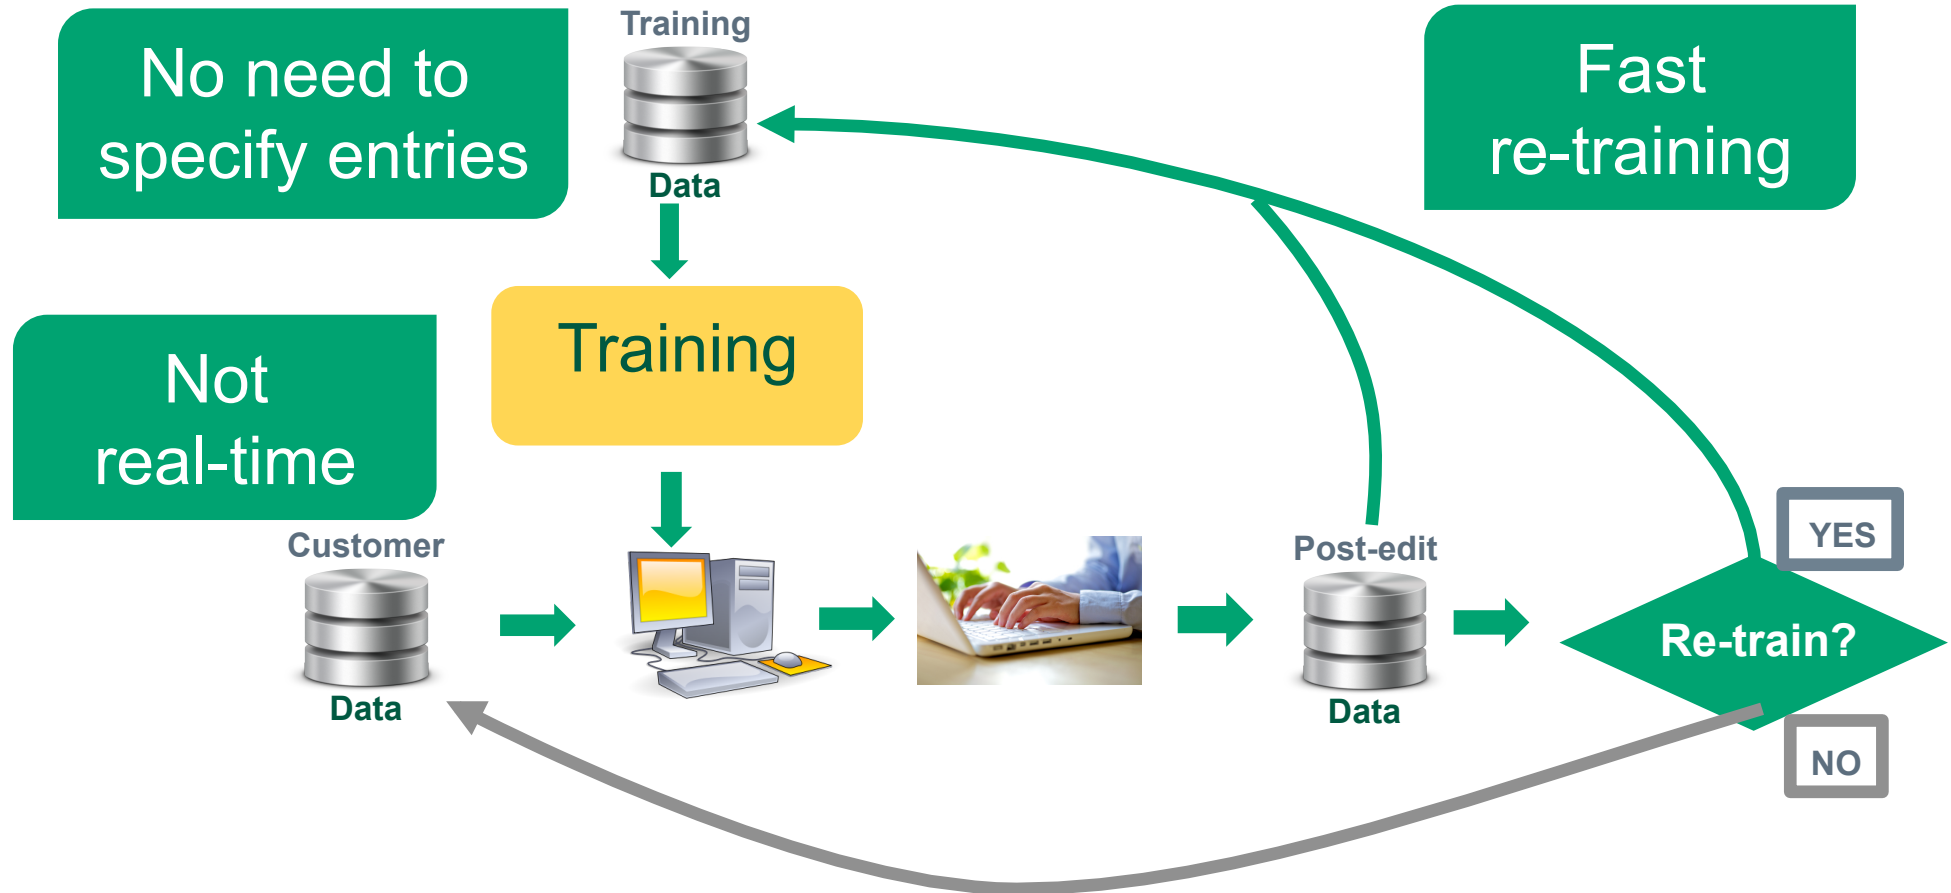 Training
Data
No need to
specify entries
Fast
re-training
Training
Not
real-time
Customer
Data
Post-edit
Data
YES
Re-train?
NO